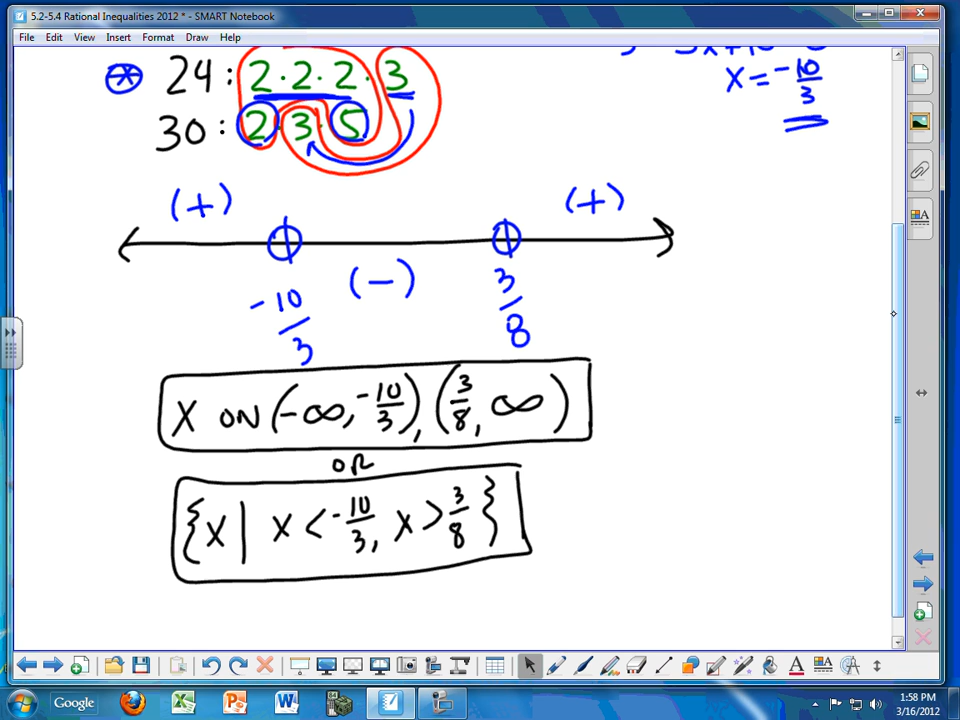 5.2-5.4 Rational Inequalities 2012 * - SMART Notebook
File Edit View Insert Format Draw Help
* 24 : 2 · 2 · 2 · 3
30 : 2 · 3 · 5
x = -10/3
(+) (+)
(-)
-10/3 3/8
X ON (-∞, -10/3), (3/8, ∞)
OR
{X | X < -10/3, X > 3/8}
Google
1:58 PM
3/16/2012